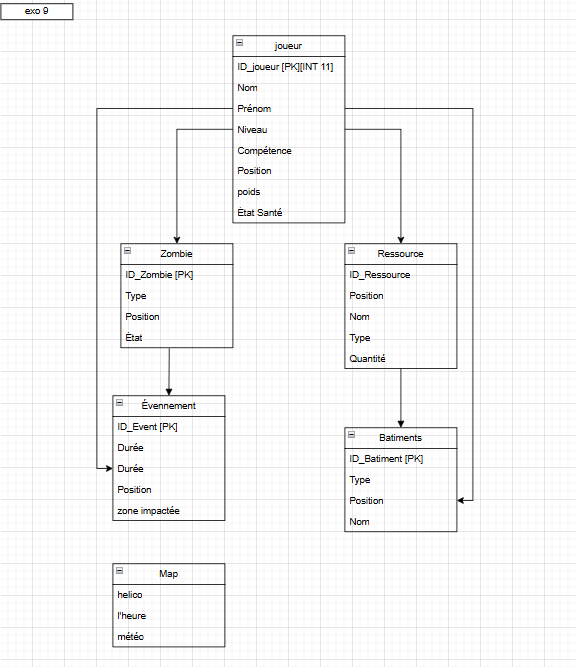 exo 9
joueur
ID_joueur [PK][INT 11]
Nom
Prénom
Niveau
Compétence
Position
poids
État Santé
Zombie
ID_Zombie [PK]
Type
Position
État
Ressource
ID_Ressource
Position
Nom
Type
Quantité
Évennement
ID_Event [PK]
Durée
Durée
Position
zone impactée
Batiments
ID_Batiment [PK]
Type
Position
Nom
Map
helico
l'heure
météo